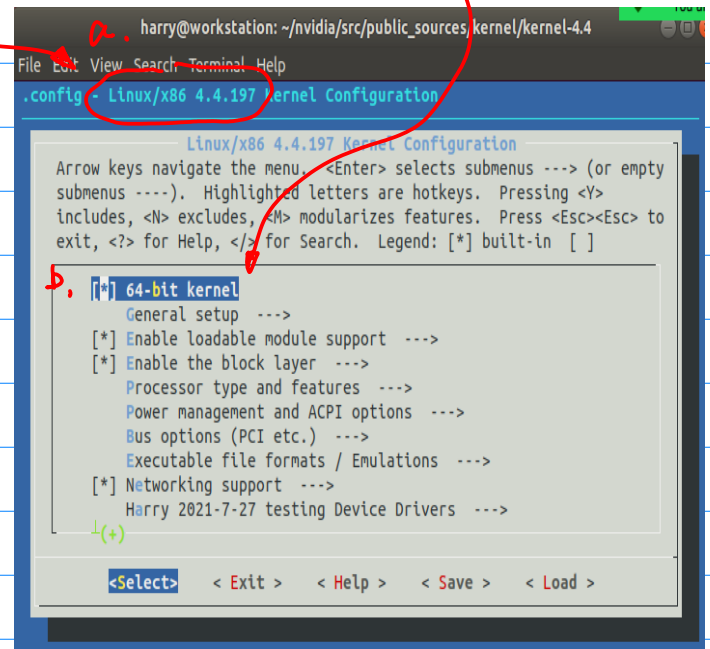 a.
harry@workstation: ~/nvidia/src/public_sources/kernel/kernel-4.4
File Edit View Search Terminal Help
.config - Linux/x86 4.4.197 Kernel Configuration
Linux/x86 4.4.197 Kernel Configuration
Arrow keys navigate the menu. <Enter> selects submenus ---> (or empty
submenus ----). Highlighted letters are hotkeys. Pressing <Y>
includes, <N> excludes, <M> modularizes features. Press <Esc><Esc> to
exit, <?> for Help, </> for Search. Legend: [*] built-in [ ]
b.
[*] 64-bit kernel
General setup --->
[*] Enable loadable module support --->
[*] Enable the block layer --->
Processor type and features --->
Power management and ACPI options --->
Bus options (PCI etc.) --->
Executable file formats / Emulations --->
[*] Networking support --->
Harry 2021-7-27 testing Device Drivers --->
┴(+)
<Select> < Exit > < Help > < Save > < Load >